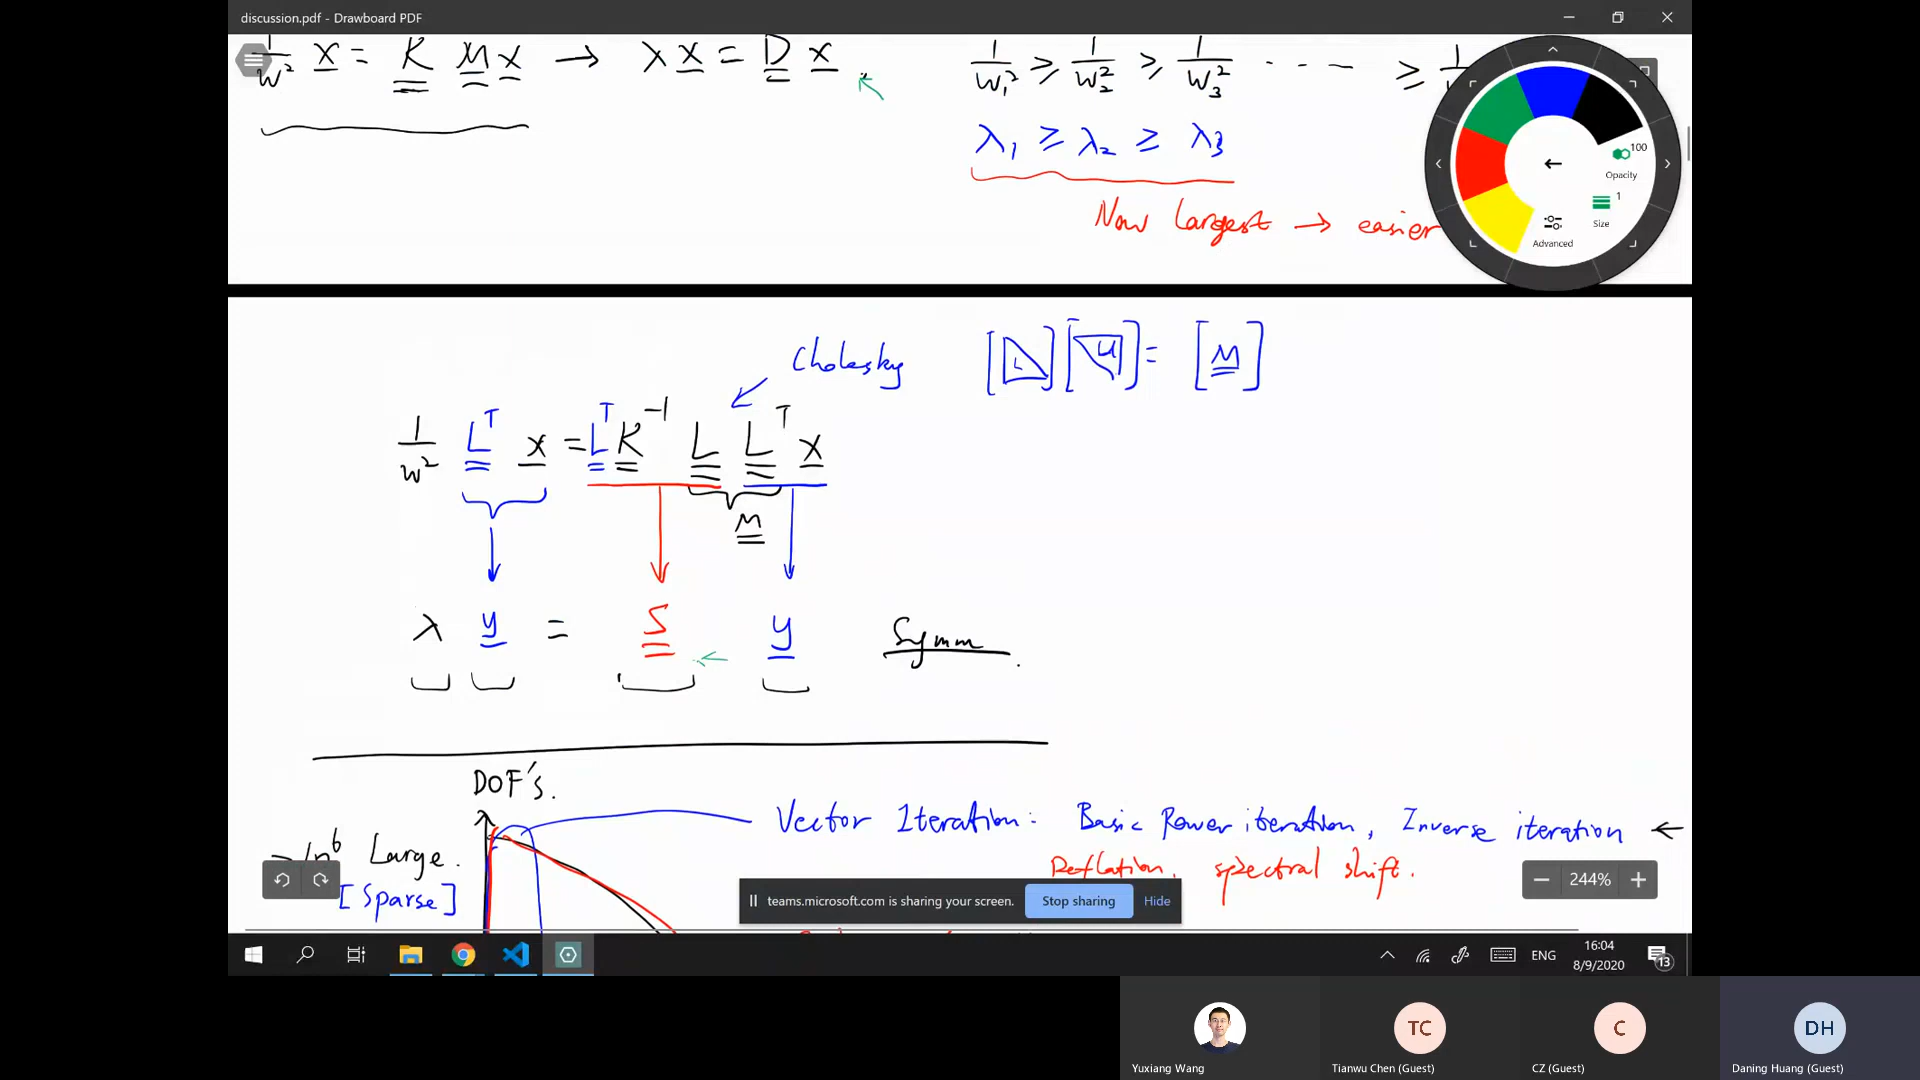 discussion.pdf - Drawboard PDF
1/w² x = K M x → λ x = D x
1/w₁² ≥ 1/w₂² ≥ 1/w₃² - - - - ≥ 1
λ₁ ≥ λ₂ ≥ λ₃
Now largest → easier
100
Opacity
1
Size
Advanced
Cholesky [L][U] = [M]
1/w² Lᵀ x = Lᵀ K⁻¹ L Lᵀ x
M
λ y = S y Symm.
DOF's.
Vector Iteration: Basic Power iteration, Inverse iteration ←
Large.
Deflation, spectral shift.
[Sparse]
244%
teams.microsoft.com is sharing your screen. Stop sharing Hide
ENG
16:04
8/9/2020
13
TC C DH
Yuxiang Wang Tianwu Chen (Guest) CZ (Guest) Daning Huang (Guest)